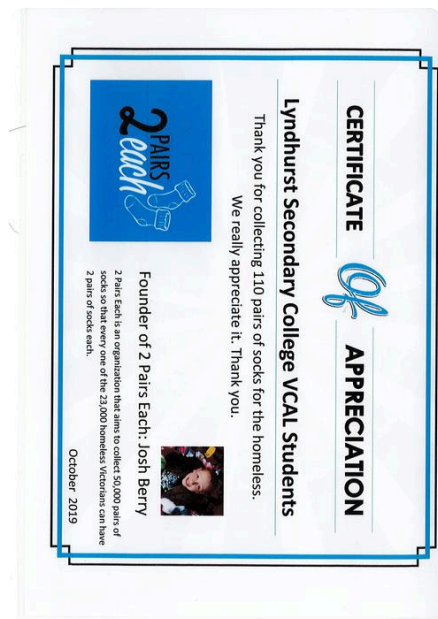 CERTIFICATE Of APPRECIATION
Lyndhurst Secondary College VCAL Students
Thank you for collecting 110 pairs of socks for the homeless.
We really appreciate it. Thank you.
2 PAIRS
each
Founder of 2 Pairs Each: Josh Berry
2 Pairs Each is an organization that aims to collect 50,000 pairs of
socks so that every one of the 23,000 homeless Victorians can have
2 pairs of socks each.
October 2019